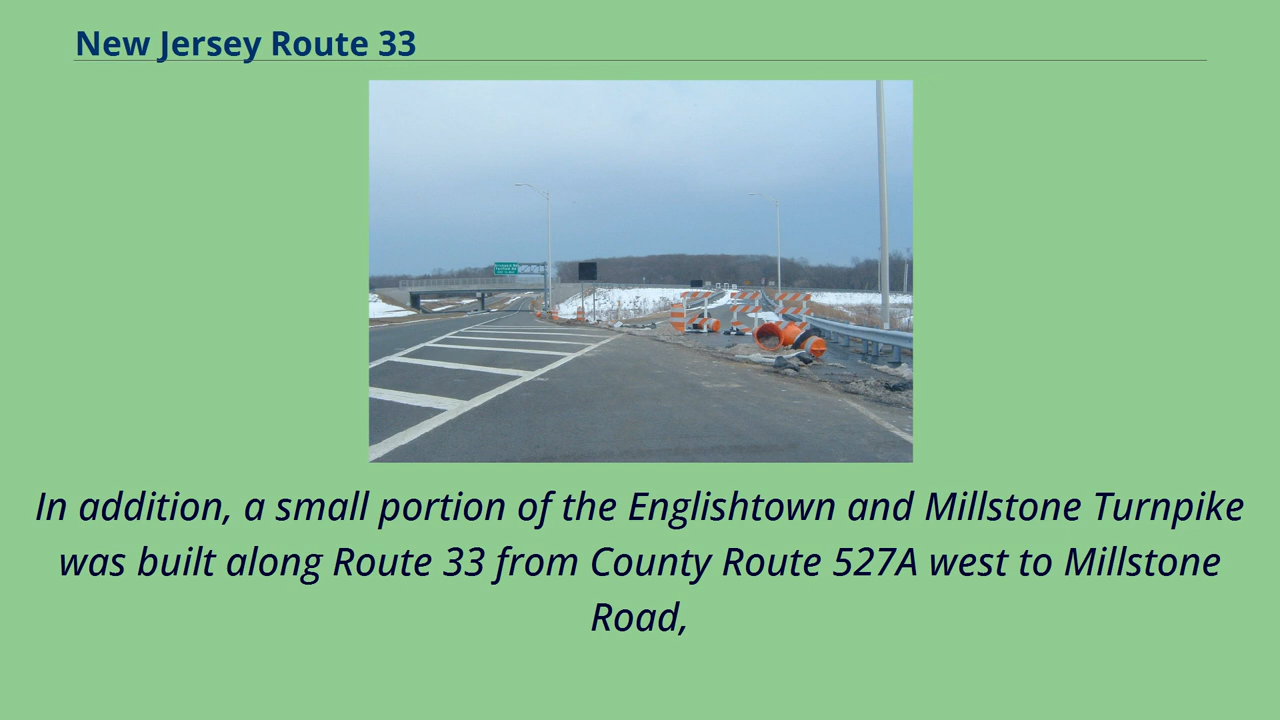 New Jersey Route 33
In addition, a small portion of the Englishtown and Millstone Turnpike
was built along Route 33 from County Route 527A west to Millstone
Road,